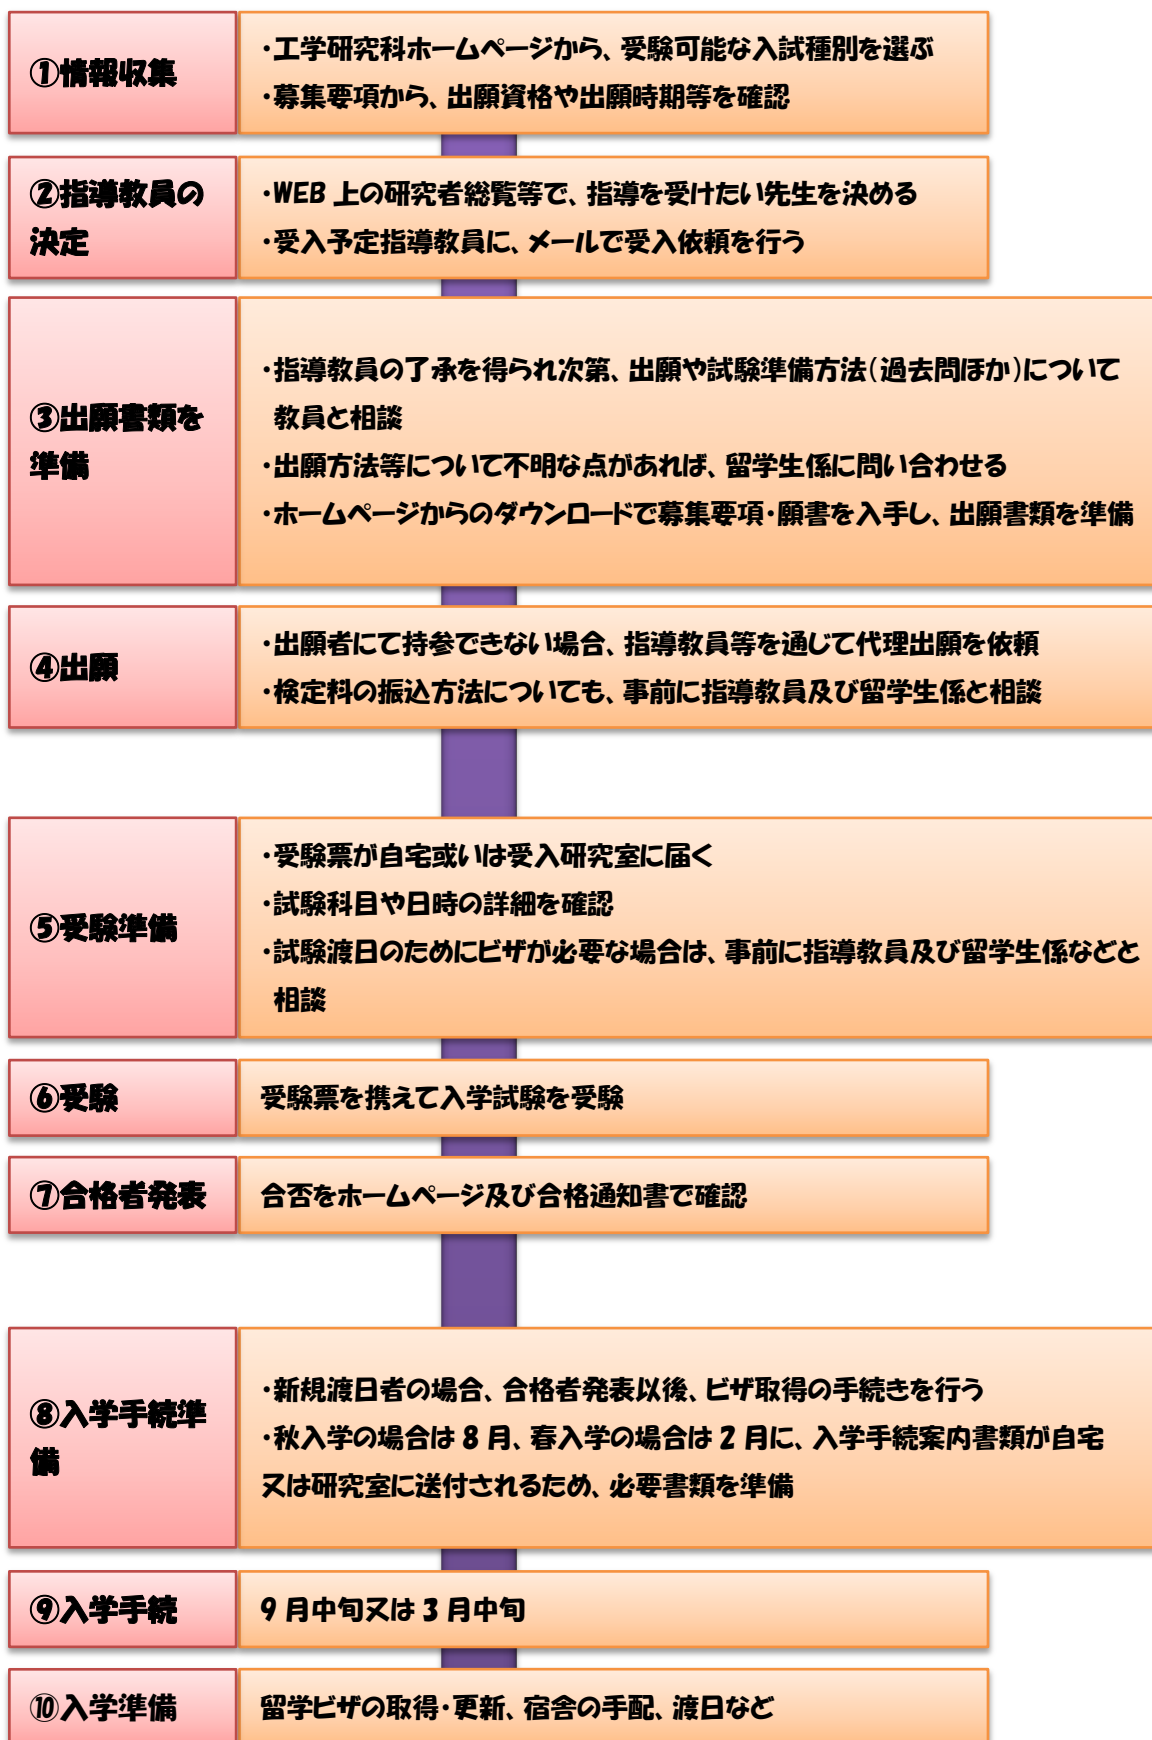 ①情報収集
・工学研究科ホームページから、受験可能な入試種別を選ぶ
・募集要項から、出願資格や出願時期等を確認
②指導教員の
決定
・WEB 上の研究者総覧等で、指導を受けたい先生を決める
・受入予定指導教員に、メールで受入依頼を行う
③出願書類を
準備
・指導教員の了承を得られ次第、出願や試験準備方法(過去問ほか)について
教員と相談
・出願方法等について不明な点があれば、留学生係に問い合わせる
・ホームページからのダウンロードで募集要項・願書を入手し、出願書類を準備
④出願
・出願者にて持参できない場合、指導教員等を通じて代理出願を依頼
・検定料の振込方法についても、事前に指導教員及び留学生係と相談
⑤受験準備
・受験票が自宅或いは受入研究室に届く
・試験科目や日時の詳細を確認
・試験渡日のためにビザが必要な場合は、事前に指導教員及び留学生係などと
相談
⑥受験
受験票を携えて入学試験を受験
⑦合格者発表
合否をホームページ及び合格通知書で確認
⑧入学手続準
備
・新規渡日者の場合、合格者発表以後、ビザ取得の手続きを行う
・秋入学の場合は 8 月、春入学の場合は 2 月に、入学手続案内書類が自宅
又は研究室に送付されるため、必要書類を準備
⑨入学手続
9 月中旬又は 3 月中旬
⑩入学準備
留学ビザの取得・更新、宿舎の手配、渡日など